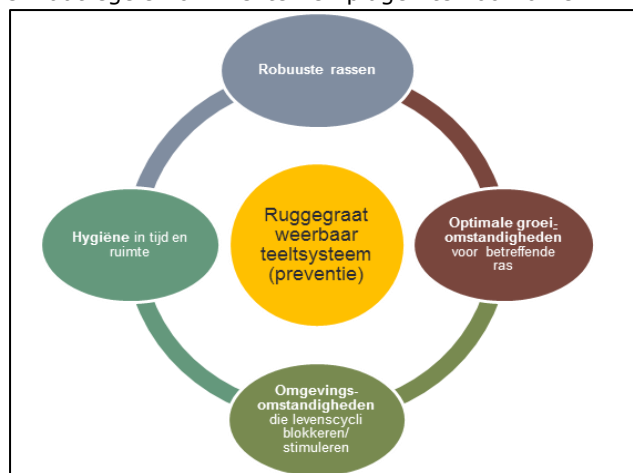 Robuuste rassen
Ruggegraat
weerbaar
teeltsysteem
(preventie)
Hygiëne in tijd en
ruimte
Optimale groei-
omstandigheden
voor betreffende
ras
Omgevings-
omstandigheden
die levenscycli
blokkeren/
stimuleren